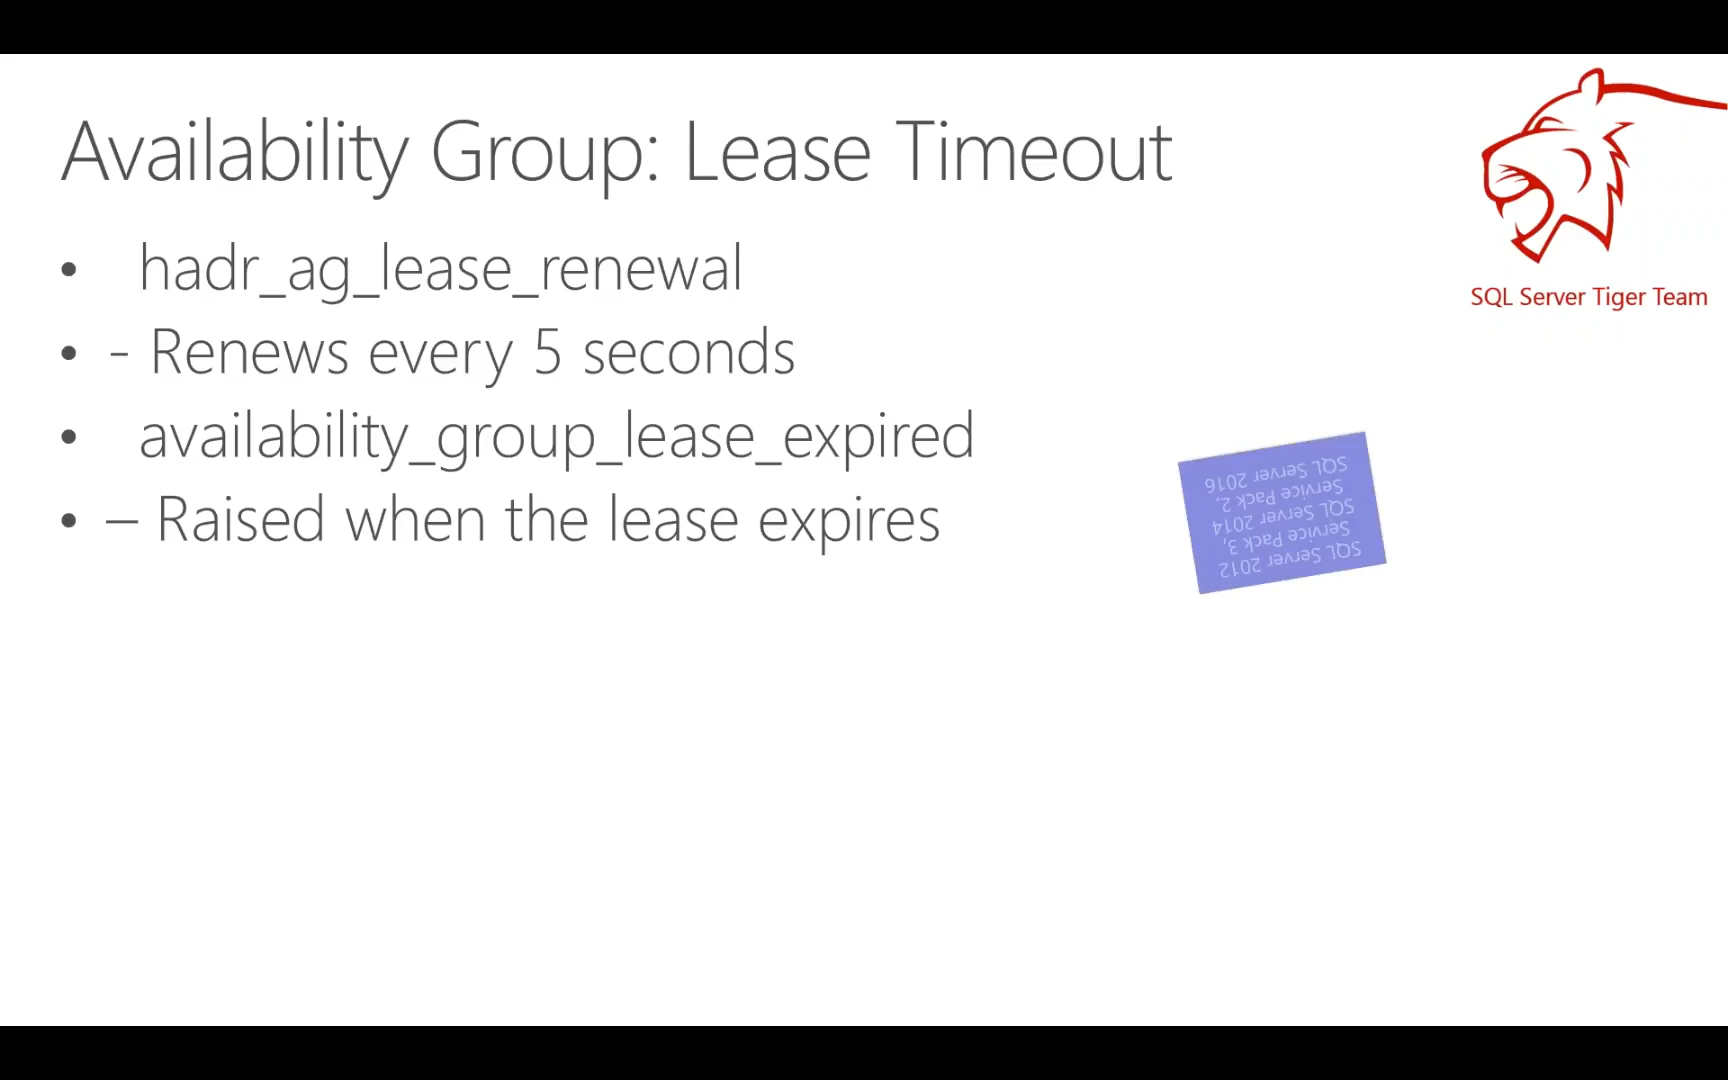 Availability Group: Lease Timeout
• hadr_ag_lease_renewal
• - Renews every 5 seconds
• availability_group_lease_expired
• – Raised when the lease expires
SQL Server Tiger Team
SQL Server 2012
Service Pack 3,
SQL Server 2014
Service Pack 2,
SQL Server 2016